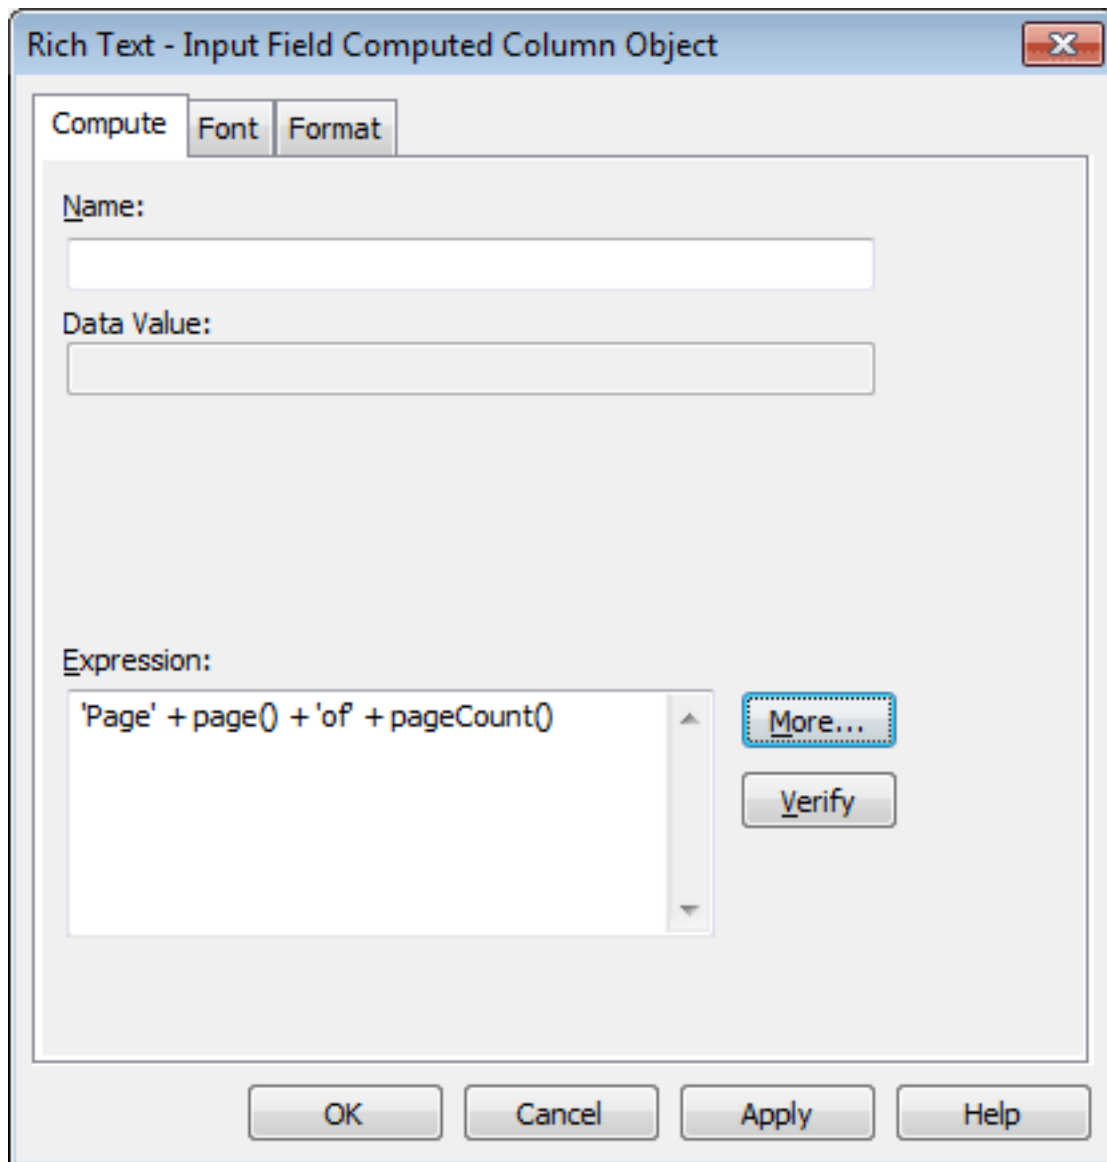 Rich Text - Input Field Computed Column Object
Compute Font Format
Name:
Data Value:
Expression:
'Page' + page() + 'of' + pageCount()
More...
Verify
OK Cancel Apply Help